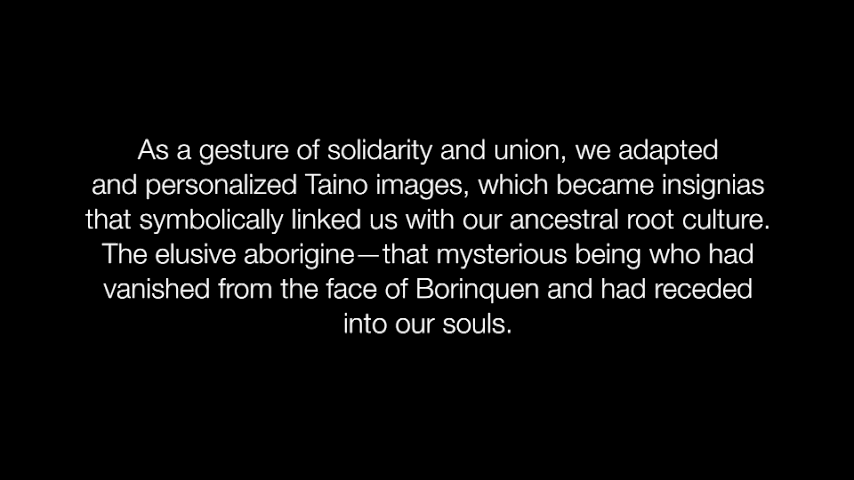 As a gesture of solidarity and union, we adapted
and personalized Taino images, which became insignias
that symbolically linked us with our ancestral root culture.
The elusive aborigine—that mysterious being who had
vanished from the face of Borinquen and had receded
into our souls.